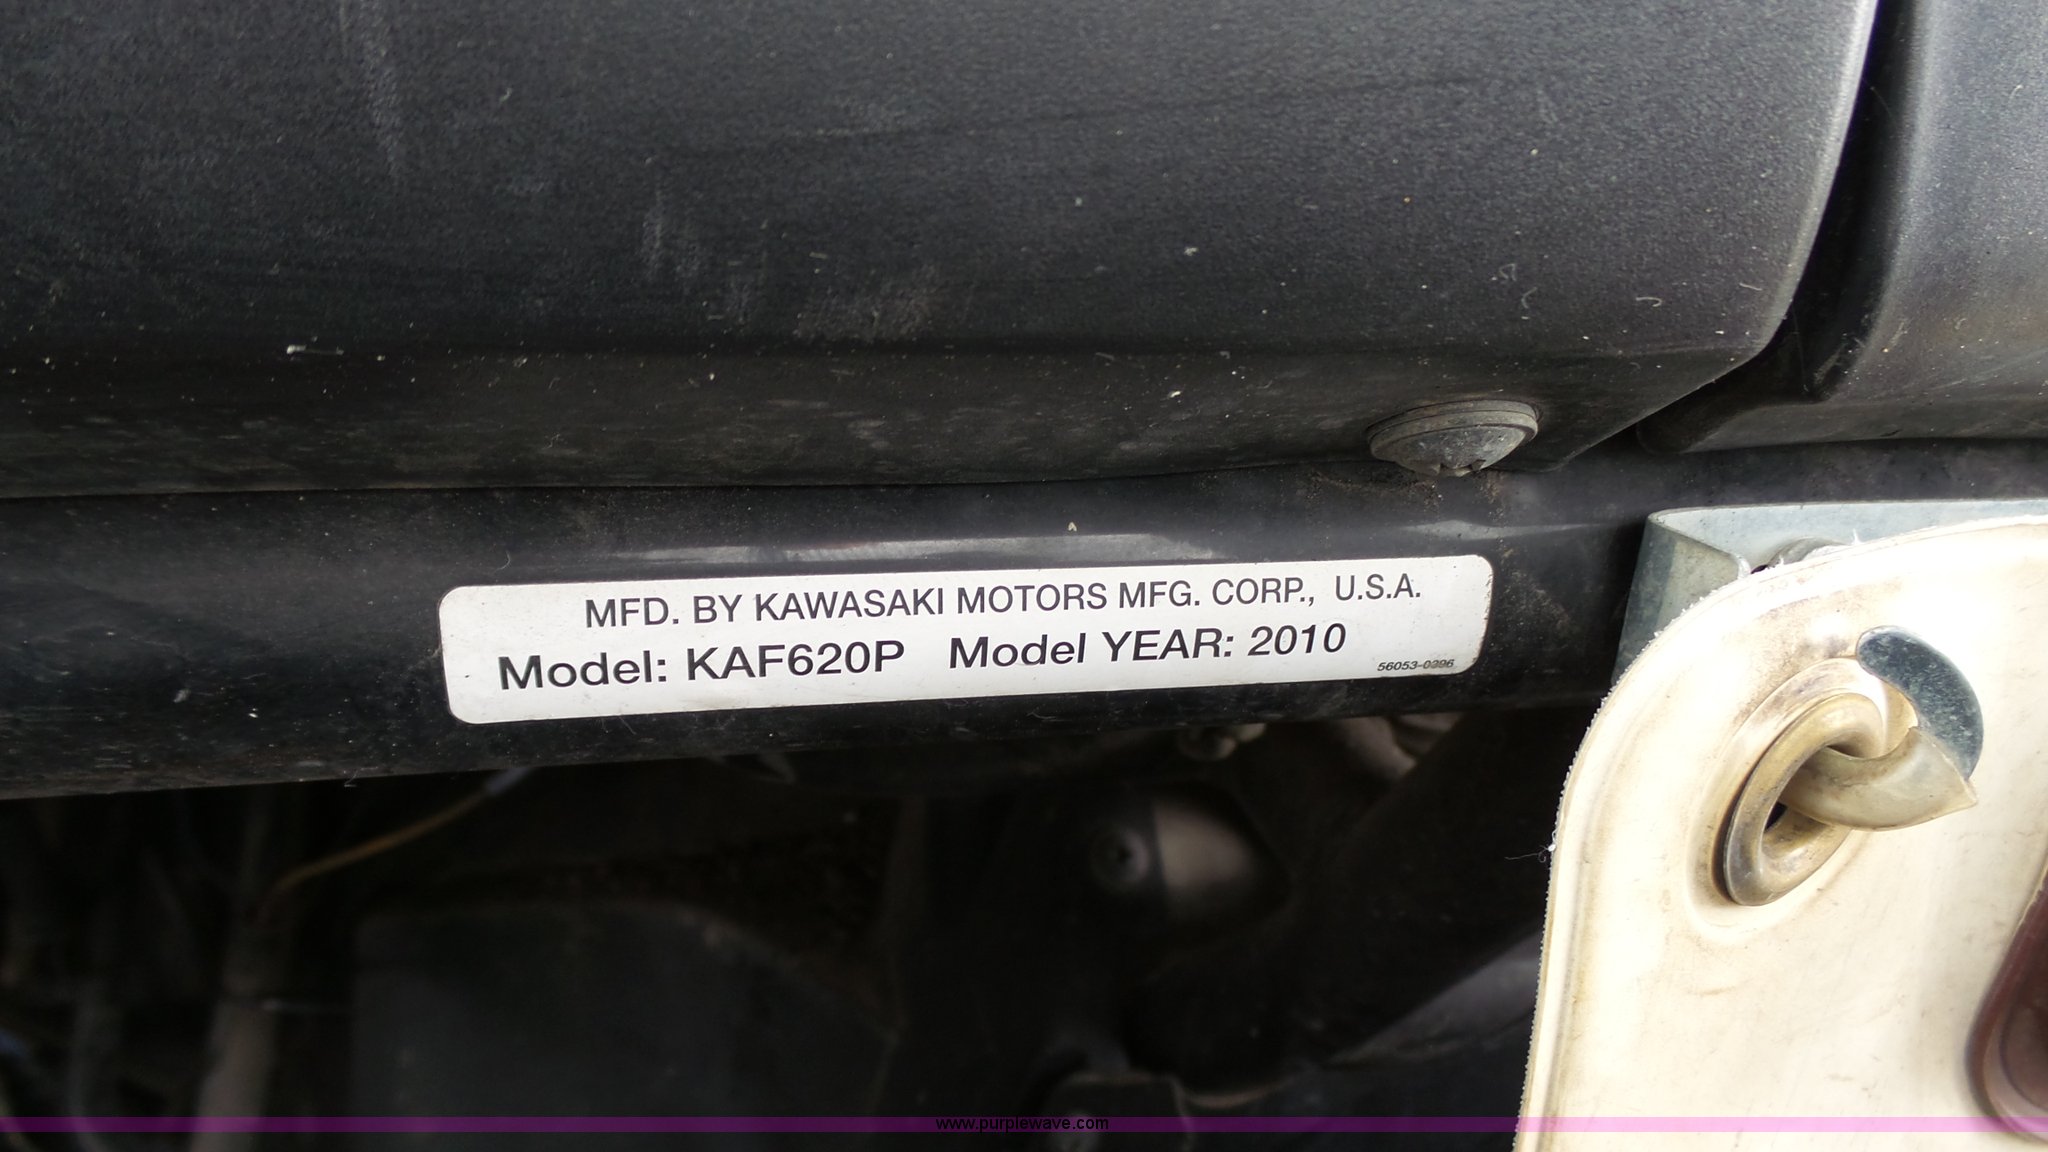 MFD. BY KAWASAKI MOTORS MFG. CORP., U.S.A.
Model: KAF620P Model YEAR: 2010
56053-0396
www.purplewave.com